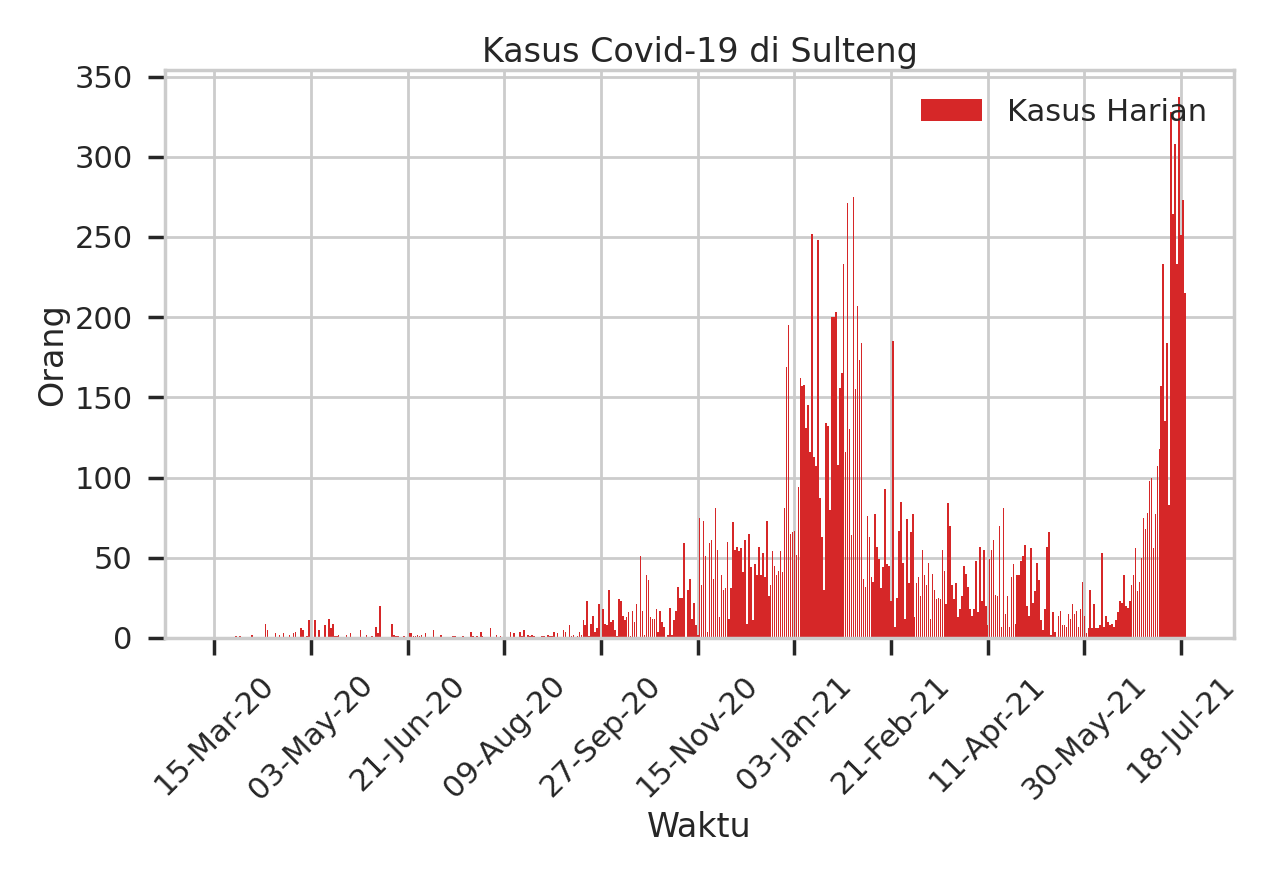 Kasus Covid-19 di Sulteng
350
300
250
200
150
100
50
0
Orang
Kasus Harian
15-Mar-20
03-May-20
21-Jun-20
09-Aug-20
27-Sep-20
15-Nov-20
03-Jan-21
21-Feb-21
11-Apr-21
30-May-21
18-Jul-21
Waktu